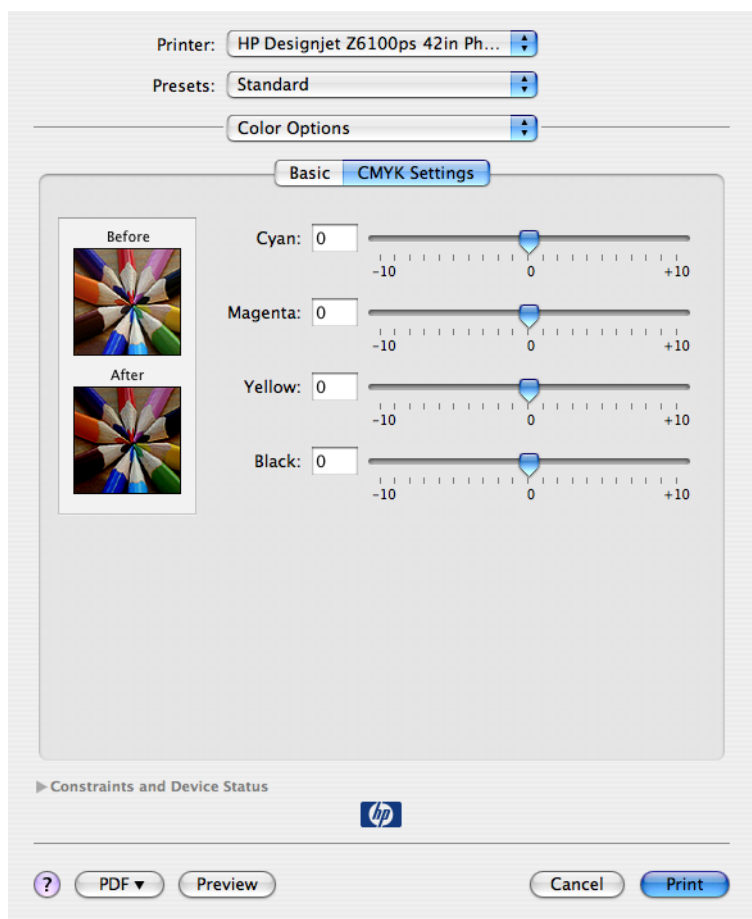 Printer: HP Designjet Z6100ps 42in Ph...
Presets: Standard
Color Options
Basic CMYK Settings
Before
After
Cyan: 0
-10 0 +10
Magenta: 0
-10 0 +10
Yellow: 0
-10 0 +10
Black: 0
-10 0 +10
Constraints and Device Status
hp
? PDF Preview Cancel Print